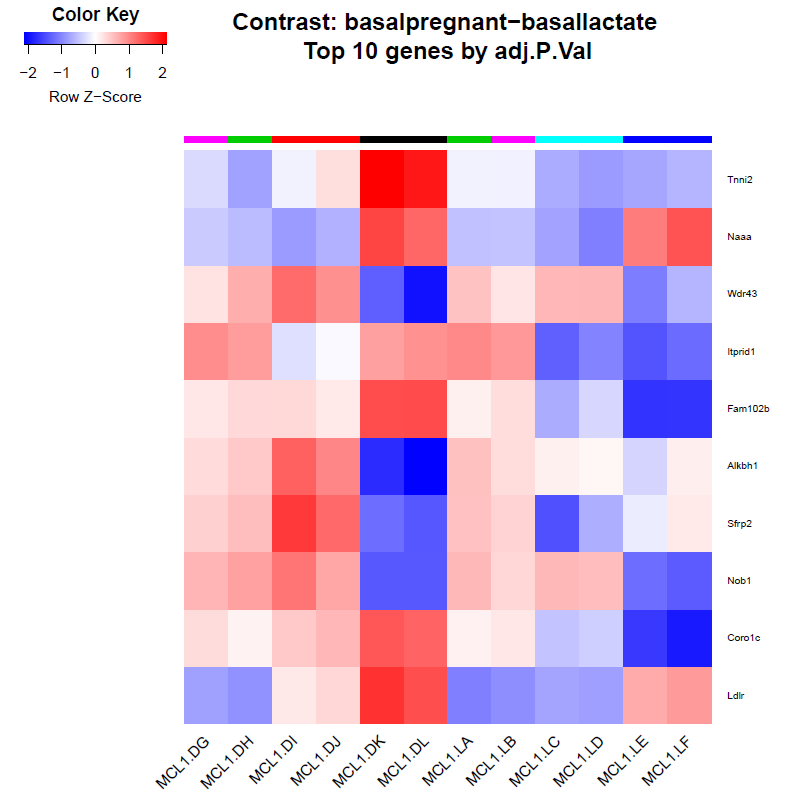 Color Key
−2 −1 0 1 2
Row Z−Score
Contrast: basalpregnant−basallactate
Top 10 genes by adj.P.Val
Tnni2
Naaa
Wdr43
Itprid1
Fam102b
Alkbh1
Sfrp2
Nob1
Coro1c
Ldlr
MCL1.DG MCL1.DH MCL1.DI MCL1.DJ MCL1.DK MCL1.DL MCL1.LA MCL1.LB MCL1.LC MCL1.LD MCL1.LE MCL1.LF